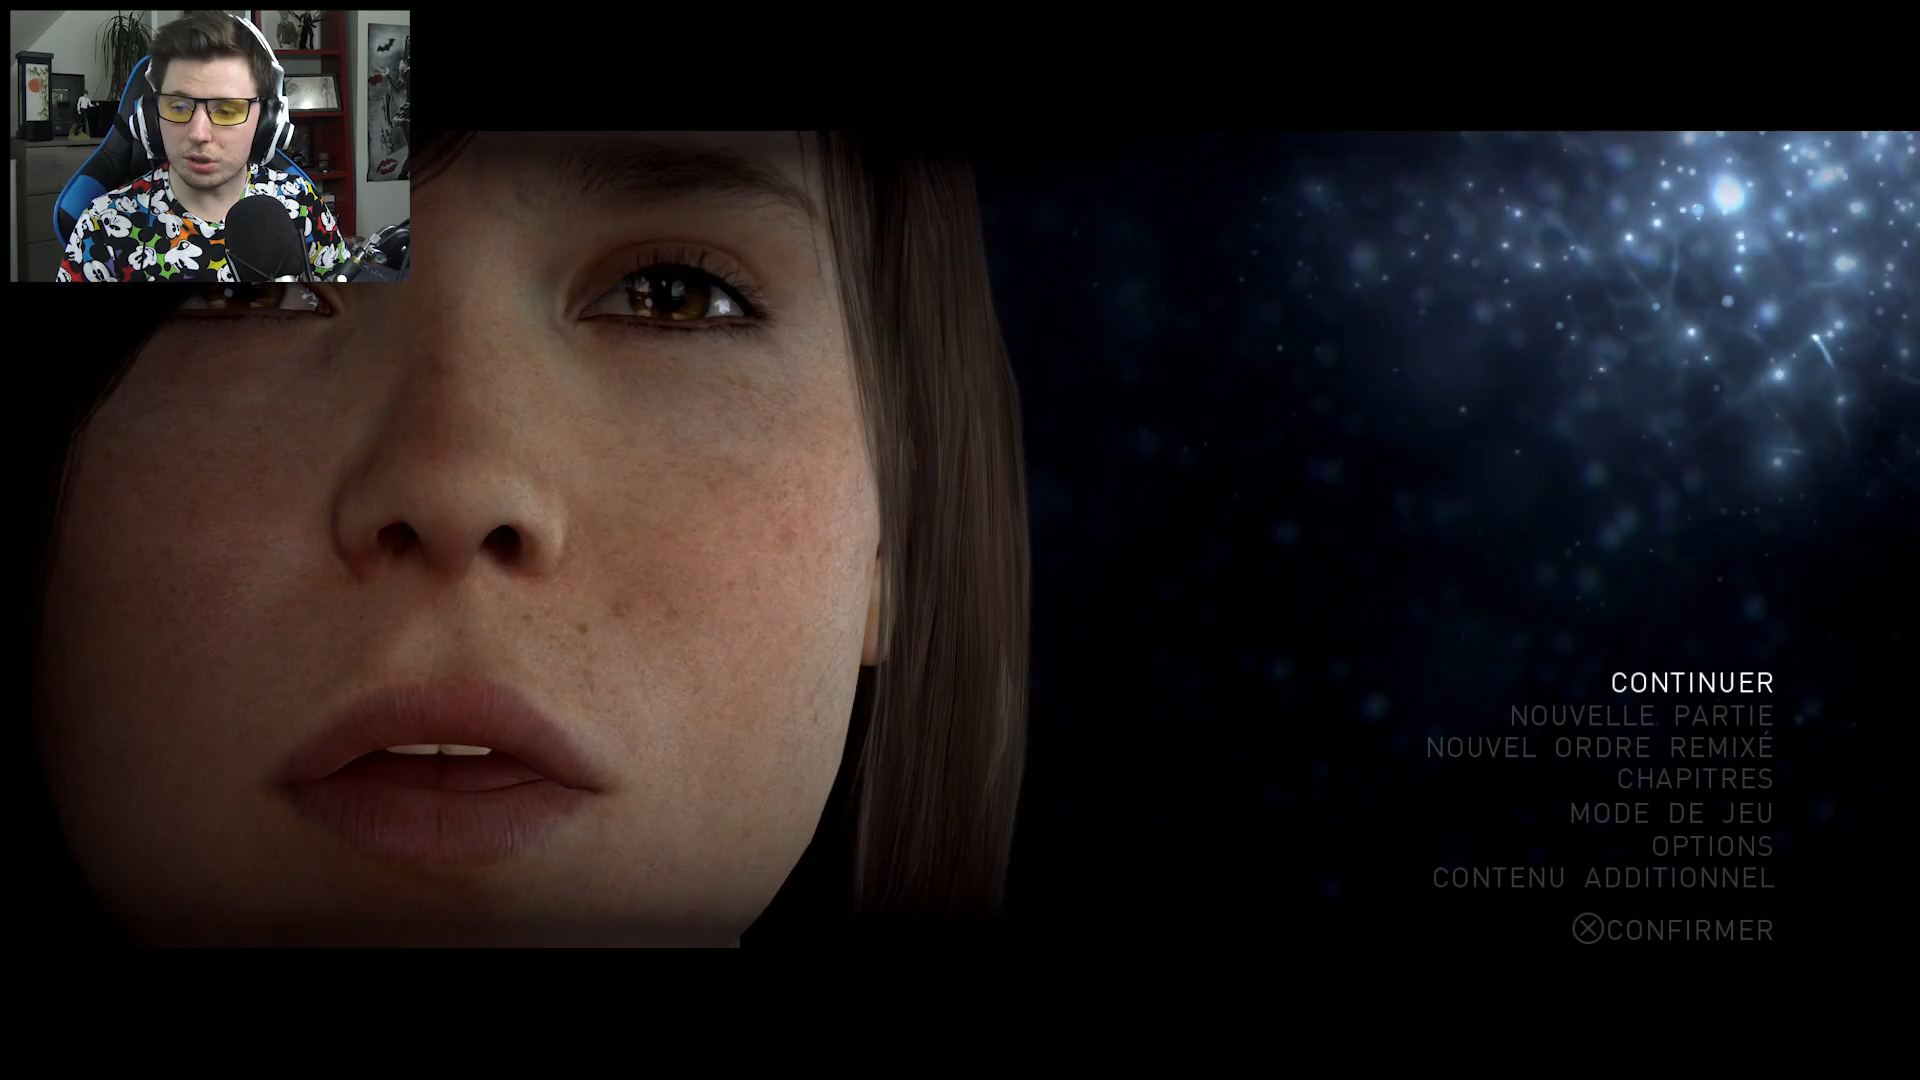 CONTINUER
NOUVELLE PARTIE
NOUVEL ORDRE REMIXÉ
CHAPITRES
MODE DE JEU
OPTIONS
CONTENU ADDITIONNEL
CONFIRMER